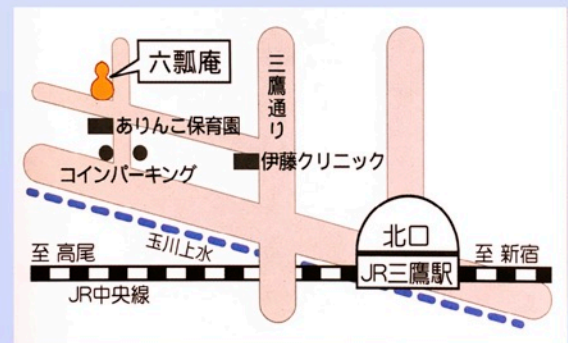 六瓢庵
三鷹通り
ありんこ保育園
伊藤クリニック
コインパーキング
北口
至 高尾
玉川上水
至 新宿
JR三鷹駅
JR中央線